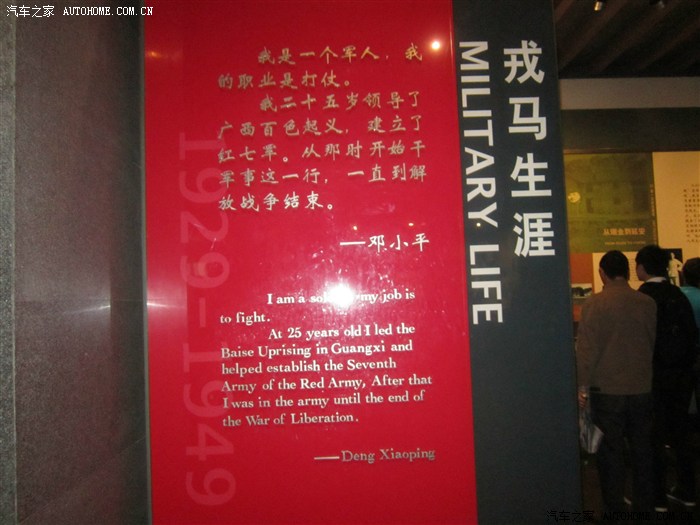 汽车之家 AUTOHOME.COM.CN
我是一个军人，我
的职业是打仗。
我二十五岁领导了
广西百色起义，建立了
红七军。从那时开始干
军事这一行，一直到解
放战争结束。
——邓小平
I am a my job is
to fight.
At 25 years old I led the
Baise Uprising in Guangxi and
helped establish the Seventh
Army of the Red Army, After that
I was in the army until the end of
the War of Liberation.
——Deng Xiaoping
1929-1949
戎马生涯
MILITARY LIFE